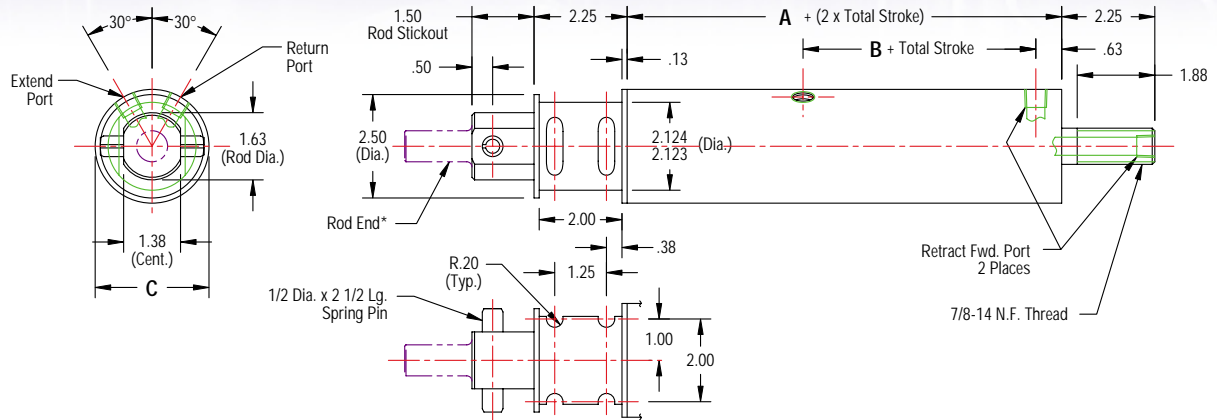 30°
30°
Return
Port
Extend
Port
1.63
(Rod Dia.)
1.38
(Cent.)
C
1.50
Rod Stickout
2.25
A + (2 x Total Stroke)
2.25
B + Total Stroke
.63
.50
.13
1.88
2.50
(Dia.)
2.124
2.123
(Dia.)
Rod End*
2.00
.38
Retract Fwd. Port
2 Places
7/8-14 N.F. Thread
R.20
(Typ.)
1.25
1/2 Dia. x 2 1/2 Lg.
Spring Pin
1.00
2.00